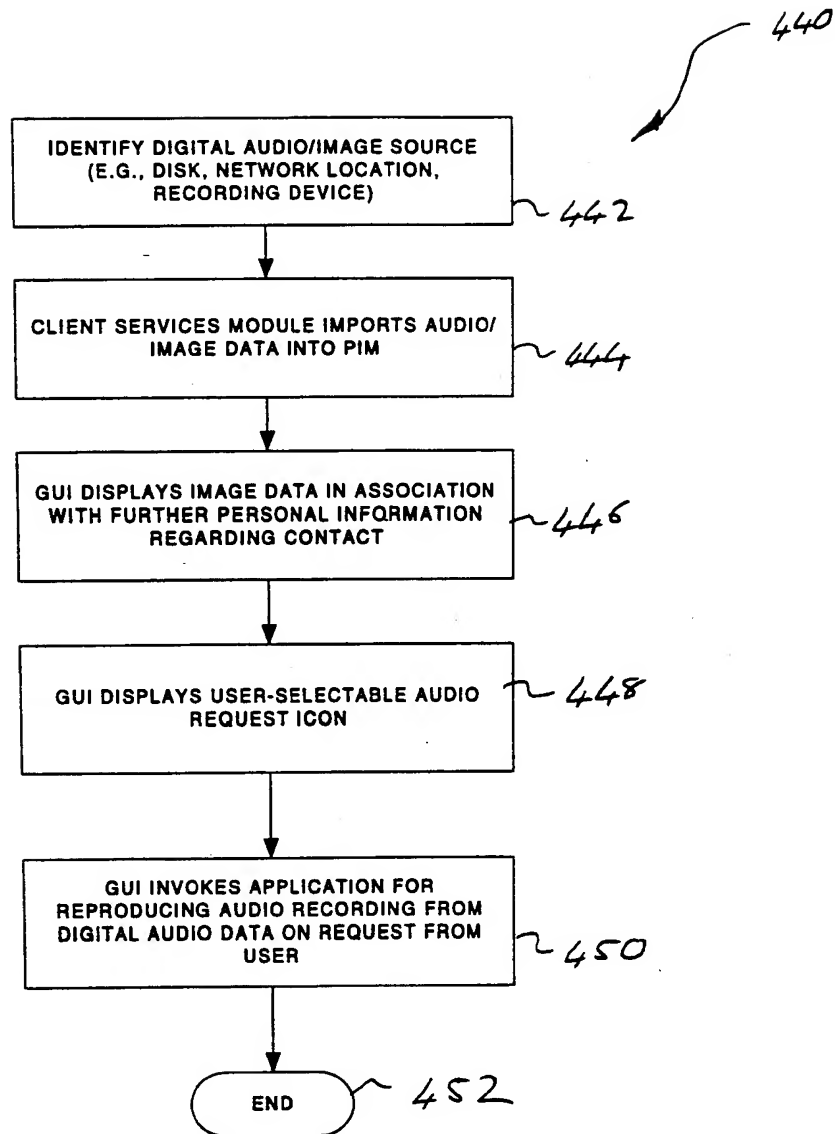 440
IDENTIFY DIGITAL AUDIO/IMAGE SOURCE
(E.G., DISK, NETWORK LOCATION,
RECORDING DEVICE)
442
CLIENT SERVICES MODULE IMPORTS AUDIO/
IMAGE DATA INTO PIM
444
GUI DISPLAYS IMAGE DATA IN ASSOCIATION
WITH FURTHER PERSONAL INFORMATION
REGARDING CONTACT
446
GUI DISPLAYS USER-SELECTABLE AUDIO
REQUEST ICON
448
GUI INVOKES APPLICATION FOR
REPRODUCING AUDIO RECORDING FROM
DIGITAL AUDIO DATA ON REQUEST FROM
USER
450
END
452